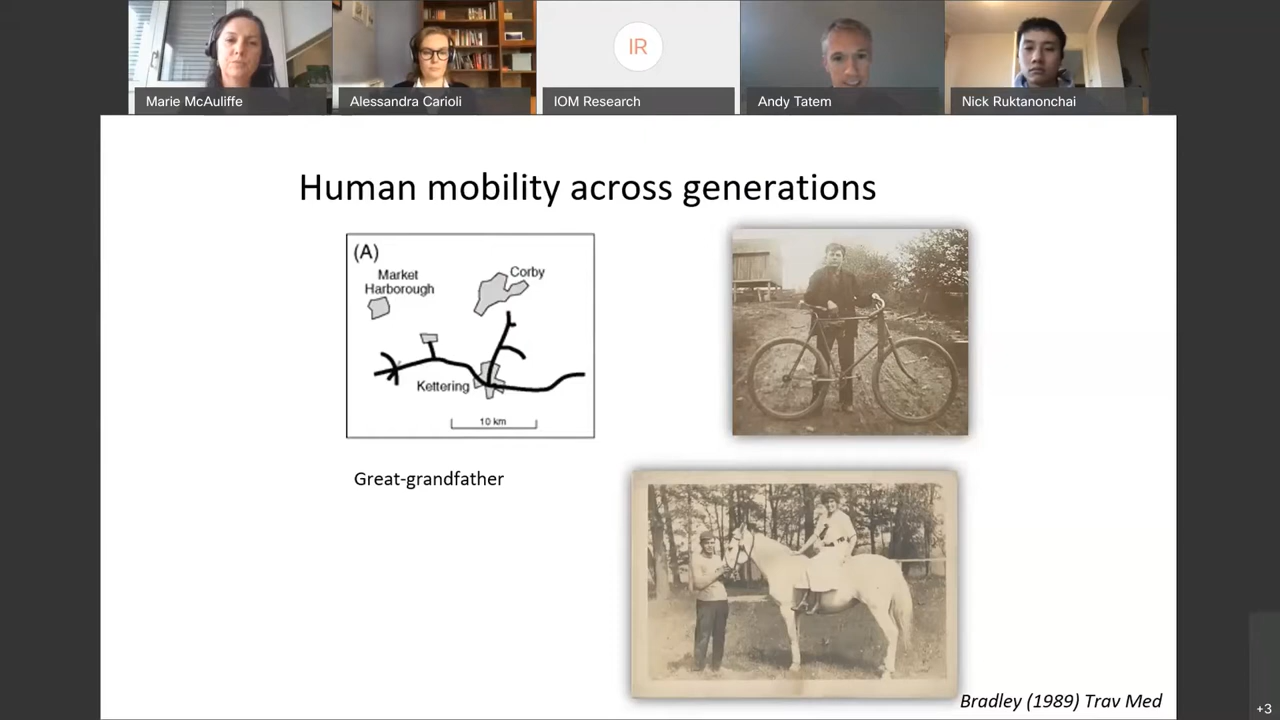 Marie McAuliffe
Alessandra Carioli
IR
IOM Research
Andy Tatem
Nick Ruktanonchai
Human mobility across generations
(A)
Market
Harborough
Corby
Kettering
10 km
Great-grandfather
Bradley (1989) Trav Med
+3